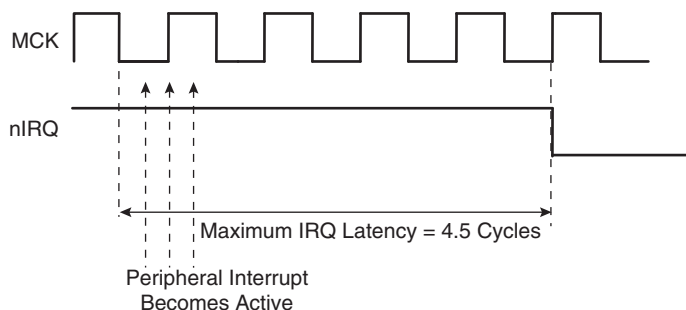 MCK
nIRQ
Maximum IRQ Latency = 4.5 Cycles
Peripheral Interrupt
Becomes Active